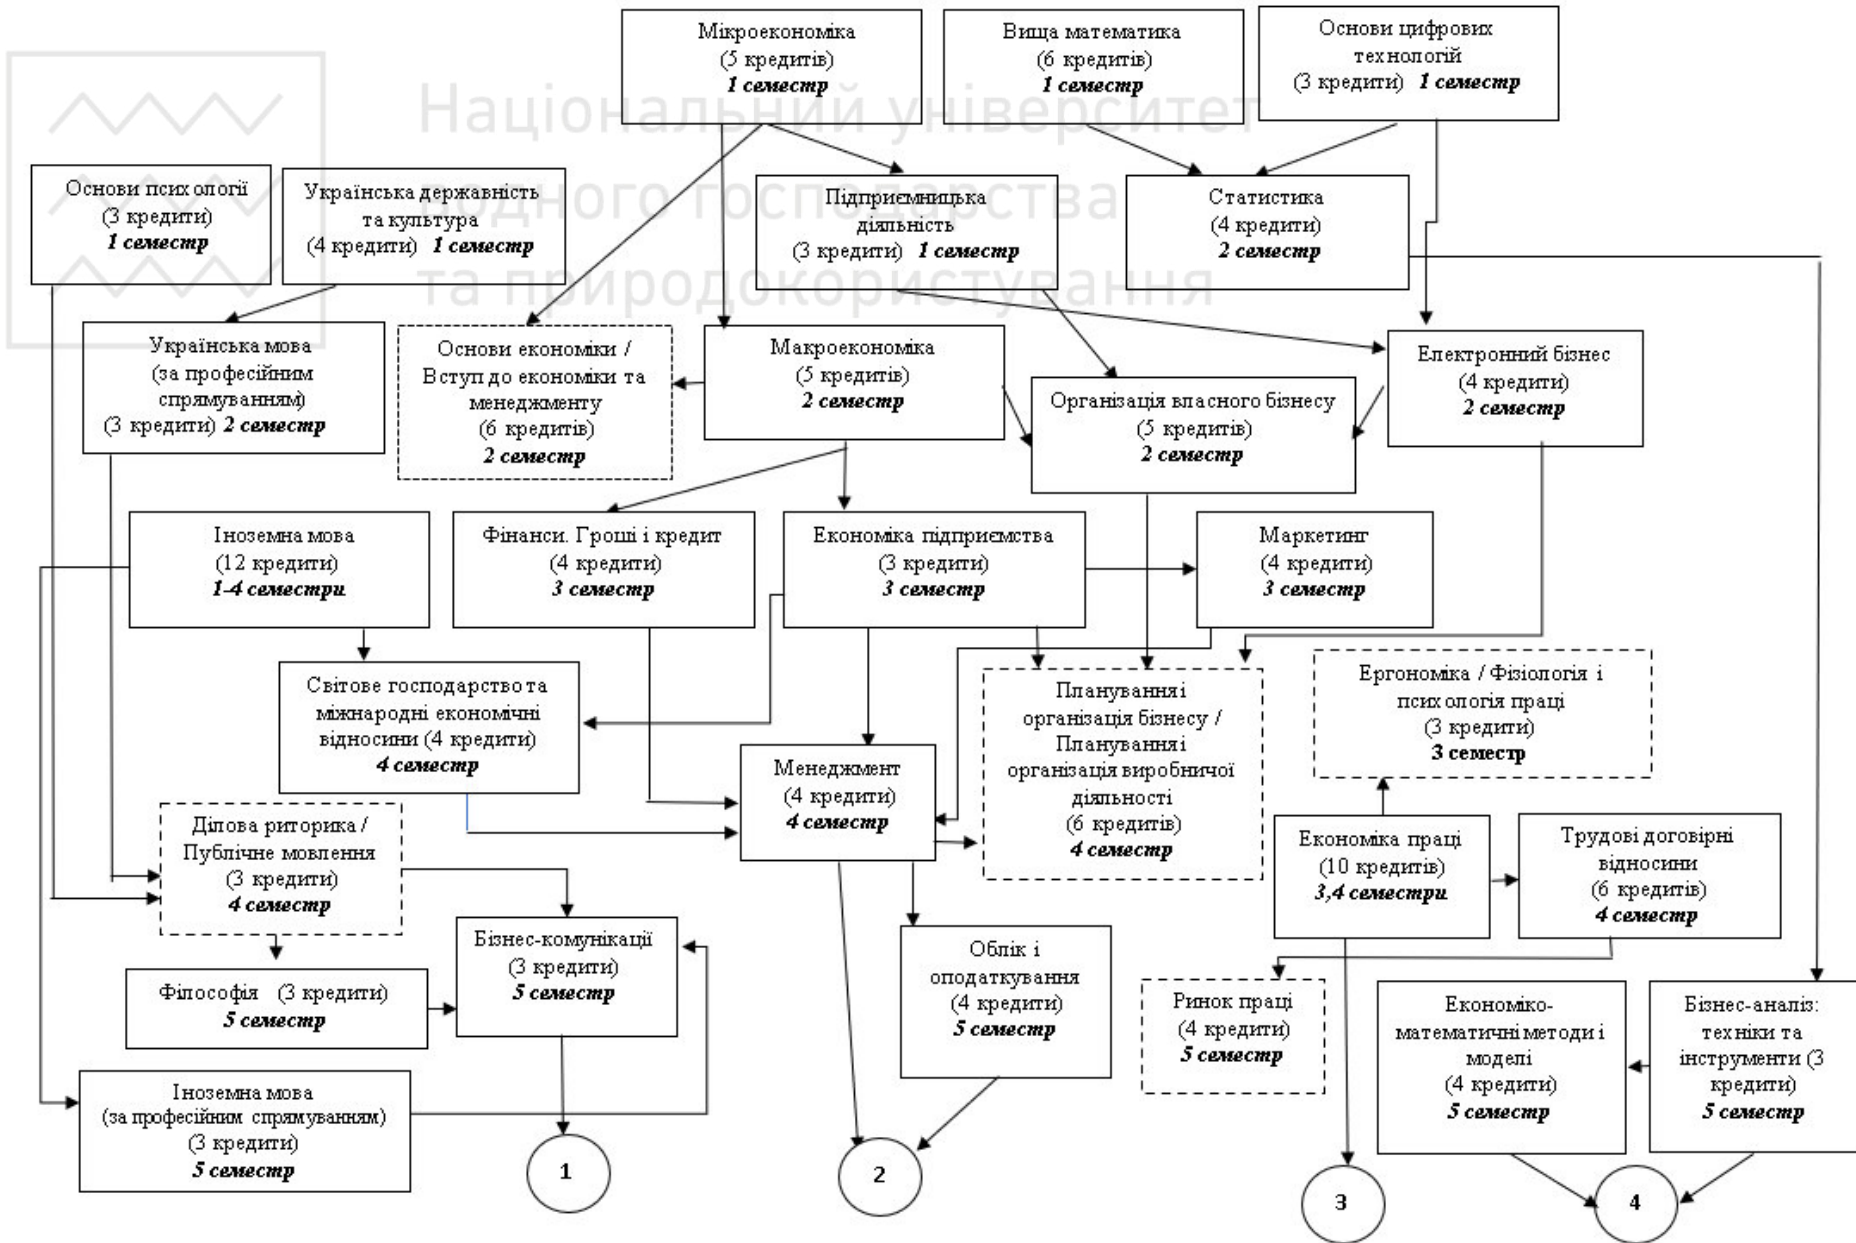 Національний університет
водного господарства
та природокористування
Мікроекономіка
(5 кредитів)
1 семестр
Вища математика
(6 кредитів)
1 семестр
Основи цифрових
технологій
(3 кредити) 1 семестр
Основи психології
(3 кредити)
1 семестр
Українська державність
та культура
(4 кредити) 1 семестр
Підприємницька
діяльність
(3 кредити) 1 семестр
Статистика
(4 кредити)
2 семестр
Українська мова
(за професійним
спрямуванням)
(3 кредити) 2 семестр
Основи економіки /
Вступ до економіки та
менеджменту
(6 кредитів)
2 семестр
Макроекономіка
(5 кредитів)
2 семестр
Організація власного бізнесу
(5 кредитів)
2 семестр
Електронний бізнес
(4 кредити)
2 семестр
Іноземна мова
(12 кредити)
1-4 семестри
Фінанси. Гроші і кредит
(4 кредити)
3 семестр
Економіка підприємства
(3 кредити)
3 семестр
Маркетинг
(4 кредити)
3 семестр
Світове господарство та
міжнародні економічні
відносини (4 кредити)
4 семестр
Менеджмент
(4 кредити)
4 семестр
Планування і
організація бізнесу /
Планування і
організація виробничої
діяльності
(6 кредитів)
4 семестр
Ергономіка / Фізіологія і
психологія праці
(3 кредити)
3 семестр
Ділова риторика /
Публічне мовлення
(3 кредити)
4 семестр
Економіка праці
(10 кредитів)
3,4 семестри
Трудові договірні
відносини
(6 кредитів)
4 семестр
Бізнес-комунікації
(3 кредити)
5 семестр
Облік і
оподаткування
(4 кредити)
5 семестр
Філософія (3 кредити)
5 семестр
Ринок праці
(4 кредити)
5 семестр
Економіко-
математичні методи і
моделі
(4 кредити)
5 семестр
Бізнес-аналіз:
техніки та
інструменти (3
кредити)
5 семестр
Іноземна мова
(за професійним спрямуванням)
(3 кредити)
5 семестр
1
2
3
4